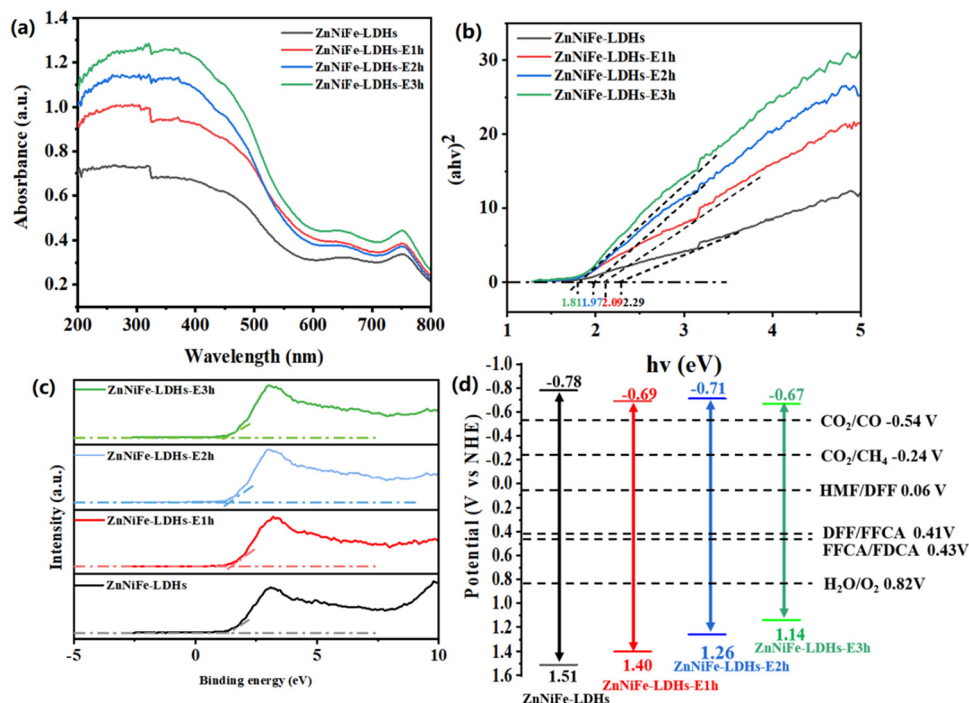 (a)
ZnNiFe-LDHs
ZnNiFe-LDHs-E1h
ZnNiFe-LDHs-E2h
ZnNiFe-LDHs-E3h
1.4
1.2
1.0
0.8
0.6
0.4
0.2
Absorbance (a.u.)
200 300 400 500 600 700 800
Wavelength (nm)
(b)
ZnNiFe-LDHs
ZnNiFe-LDHs-E1h
ZnNiFe-LDHs-E2h
ZnNiFe-LDHs-E3h
30
20
10
0
(ahv)²
1.81 1.97 2.09 2.29
1 2 3 4 5
hv (eV)
(c)
ZnNiFe-LDHs-E3h
ZnNiFe-LDHs-E2h
ZnNiFe-LDHs-E1h
ZnNiFe-LDHs
Intensity (a.u.)
-5 0 5 10
Binding energy (eV)
(d)
-1.0
-0.8
-0.6
-0.4
-0.2
0.0
0.4
0.6
0.8
1.0
1.2
1.4
1.6
Potential (V vs NHE)
-0.78
-0.69
-0.71
-0.67
CO₂/CO -0.54 V
CO₂/CH₄ -0.24 V
HMF/DFF 0.06 V
DFF/FFCA 0.41V
FFCA/FDCA 0.43V
H₂O/O₂ 0.82V
1.51
ZnNiFe-LDHs
1.40
ZnNiFe-LDHs-E1h
1.26
ZnNiFe-LDHs-E2h
1.14
ZnNiFe-LDHs-E3h